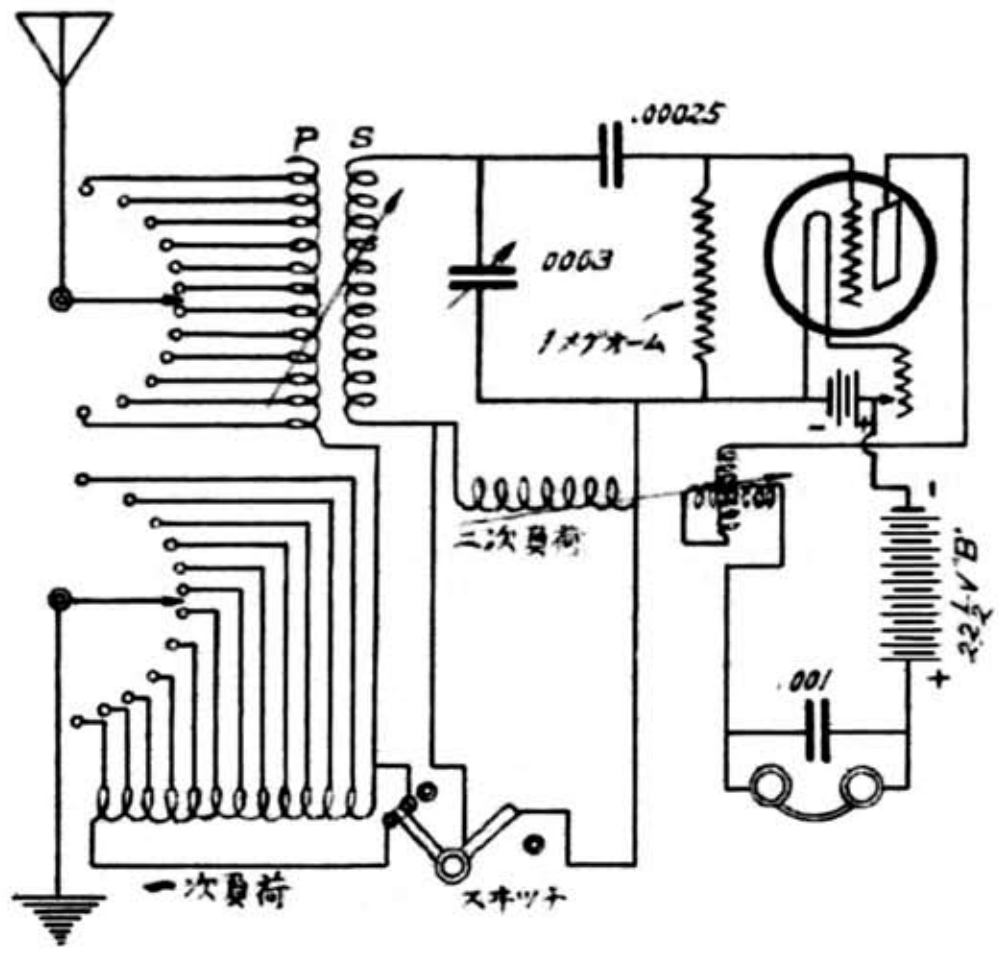 P S
.00025
.0003
1メグオーム
- +
二次負荷
-
22½-V "B"
+
.001
一次負荷
スヰッチ